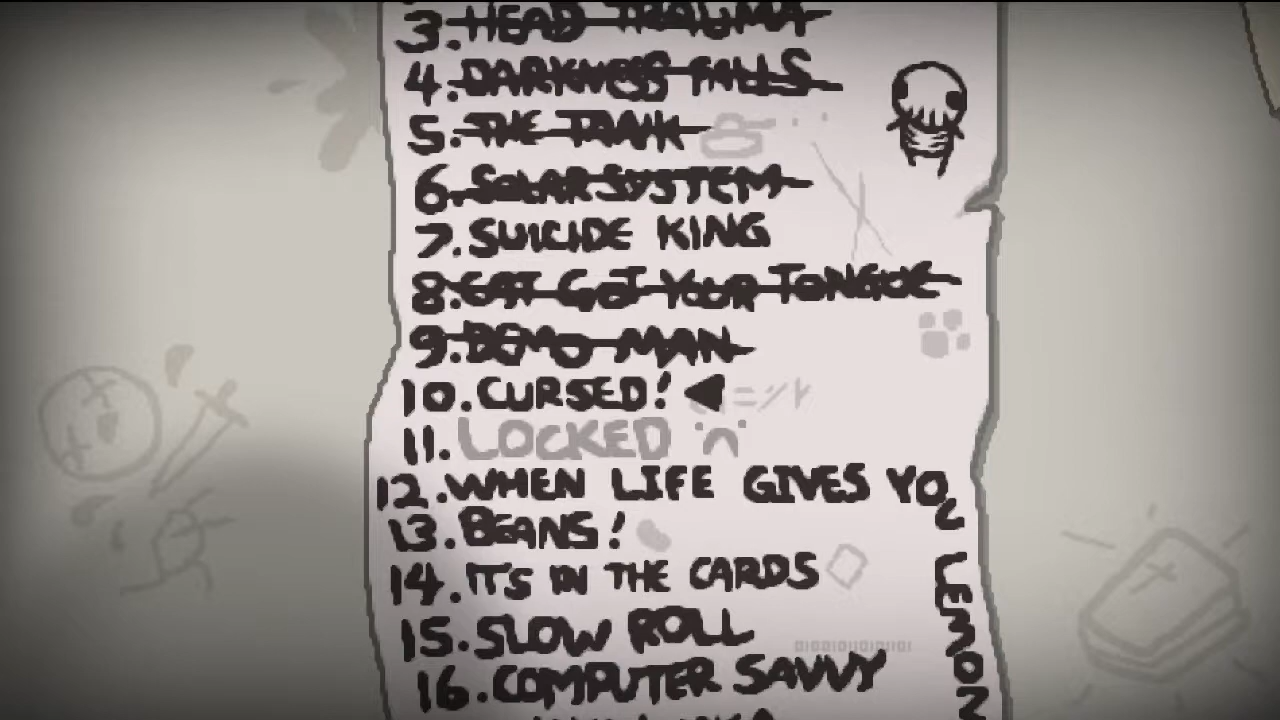 3. HEAD TRAUMA
4. DARKNESS FALLS
5. THE TANK
6. SOLAR SYSTEM
7. SUICIDE KING
8. CAT GOT YOUR TONGUE
9. DEMO MAN
10. CURSED!
11. LOCKED
12. WHEN LIFE GIVES YOU LEMON
13. BEANS!
14. IT'S IN THE CARDS
15. SLOW ROLL
16. COMPUTER SAVVY